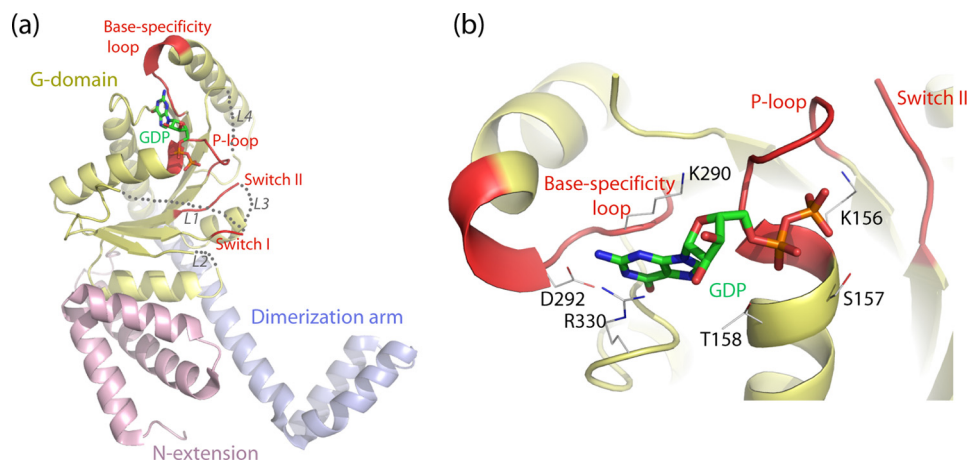 (a)
Base-specificity
loop
G-domain
L4
GDP
P-loop
Switch II
L1
L3
Switch I
L2
Dimerization arm
N-extension
(b)
P-loop
Switch II
K290
Base-specificity
loop
K156
D292
GDP
S157
R330
T158